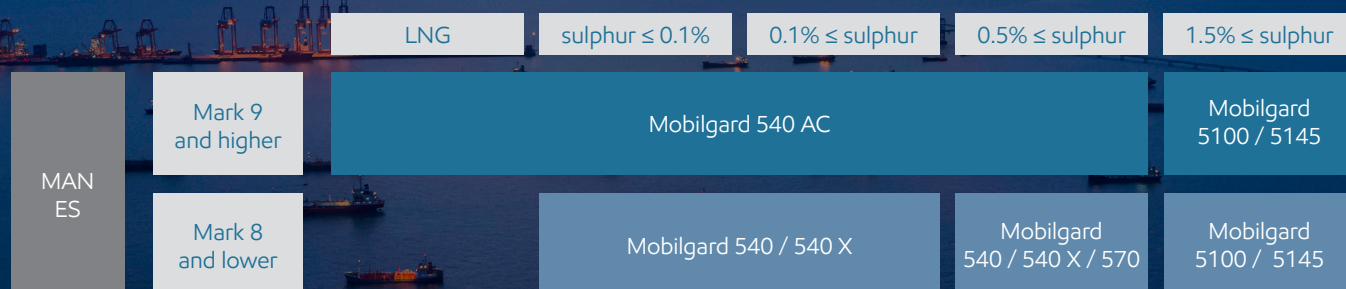 LNG
sulphur ≤ 0.1%
0.1% ≤ sulphur
0.5% ≤ sulphur
1.5% ≤ sulphur
MAN
ES
Mark 9
and higher
Mobilgard 540 AC
Mobilgard
5100 / 5145
Mark 8
and lower
Mobilgard 540 / 540 X
Mobilgard
540 / 540 X / 570
Mobilgard
5100 / 5145